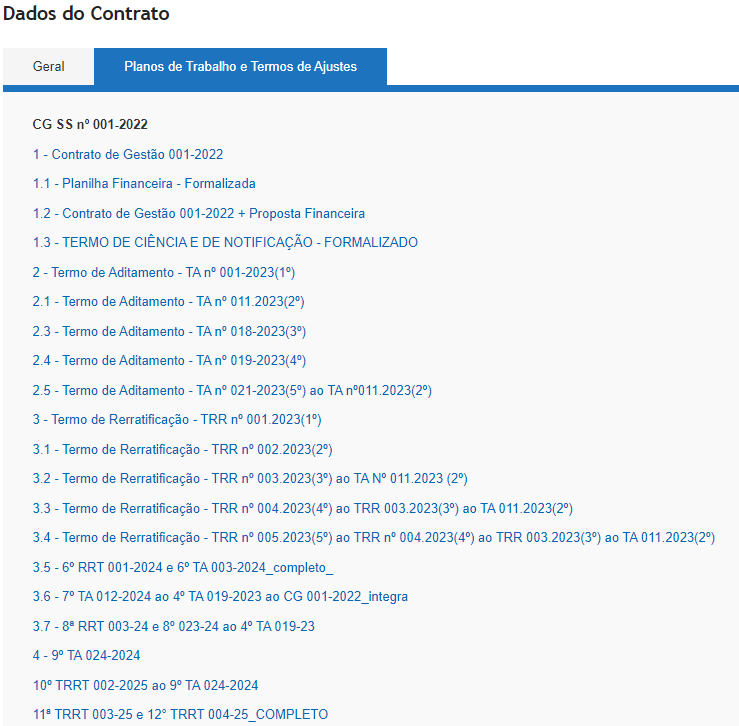 Dados do Contrato
Geral
Planos de Trabalho e Termos de Ajustes
CG SS nº 001-2022
1 - Contrato de Gestão 001-2022
1.1 - Planilha Financeira - Formalizada
1.2 - Contrato de Gestão 001-2022 + Proposta Financeira
1.3 - TERMO DE CIÊNCIA E DE NOTIFICAÇÃO - FORMALIZADO
2 - Termo de Aditamento - TA nº 001-2023(1º)
2.1 - Termo de Aditamento - TA nº 011.2023(2º)
2.3 - Termo de Aditamento - TA nº 018-2023(3º)
2.4 - Termo de Aditamento - TA nº 019-2023(4º)
2.5 - Termo de Aditamento - TA nº 021-2023(5º) ao TA nº011.2023(2º)
3 - Termo de Rerratificação - TRR nº 001.2023(1º)
3.1 - Termo de Rerratificação - TRR nº 002.2023(2º)
3.2 - Termo de Rerratificação - TRR nº 003.2023(3º) ao TA Nº 011.2023 (2º)
3.3 - Termo de Rerratificação - TRR nº 004.2023(4º) ao TRR 003.2023(3º) ao TA 011.2023(2º)
3.4 - Termo de Rerratificação - TRR nº 005.2023(5º) ao TRR nº 004.2023(4º) ao TRR 003.2023(3º) ao TA 011.2023(2º)
3.5 - 6º RRT 001-2024 e 6º TA 003-2024_completo_
3.6 - 7º TA 012-2024 ao 4º TA 019-2023 ao CG 001-2022_integra
3.7 - 8ª RRT 003-24 e 8º 023-24 ao 4º TA 019-23
4 - 9º TA 024-2024
10º TRRT 002-2025 ao 9º TA 024-2024
11ª TRRT 003-25 e 12° TRRT 004-25_COMPLETO